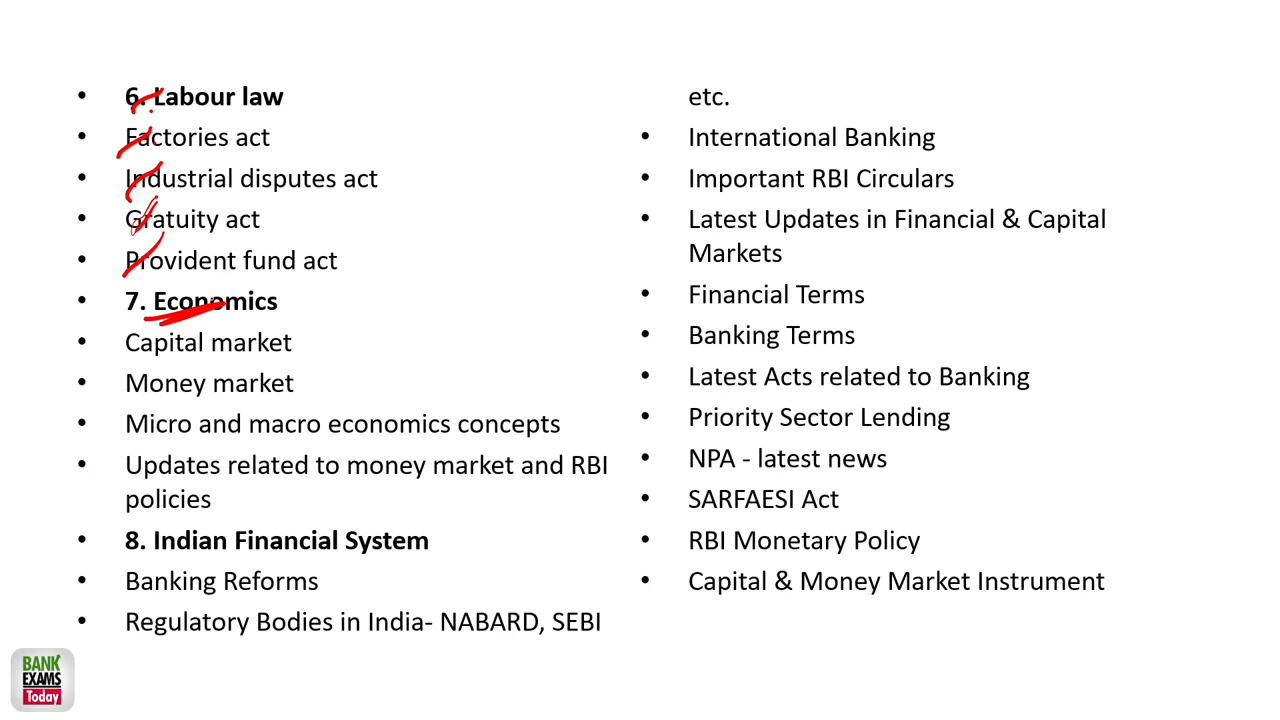 • 6. Labour law
• Factories act
• Industrial disputes act
• Gratuity act
• Provident fund act
• 7. Economics
• Capital market
• Money market
• Micro and macro economics concepts
• Updates related to money market and RBI
policies
• 8. Indian Financial System
• Banking Reforms
• Regulatory Bodies in India- NABARD, SEBI
etc.
• International Banking
• Important RBI Circulars
• Latest Updates in Financial & Capital
Markets
• Financial Terms
• Banking Terms
• Latest Acts related to Banking
• Priority Sector Lending
• NPA - latest news
• SARFAESI Act
• RBI Monetary Policy
• Capital & Money Market Instrument
BANK
EXAMS
Today